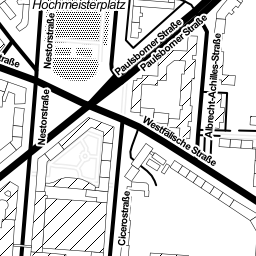 Hochmeisterplatz
Nestorstraße
Paulsborner Straße
Paulsborner Straße
Albrecht-Achilles-Straße
straße
Nestorstraße
Westfälische Straße
Cicerostraße